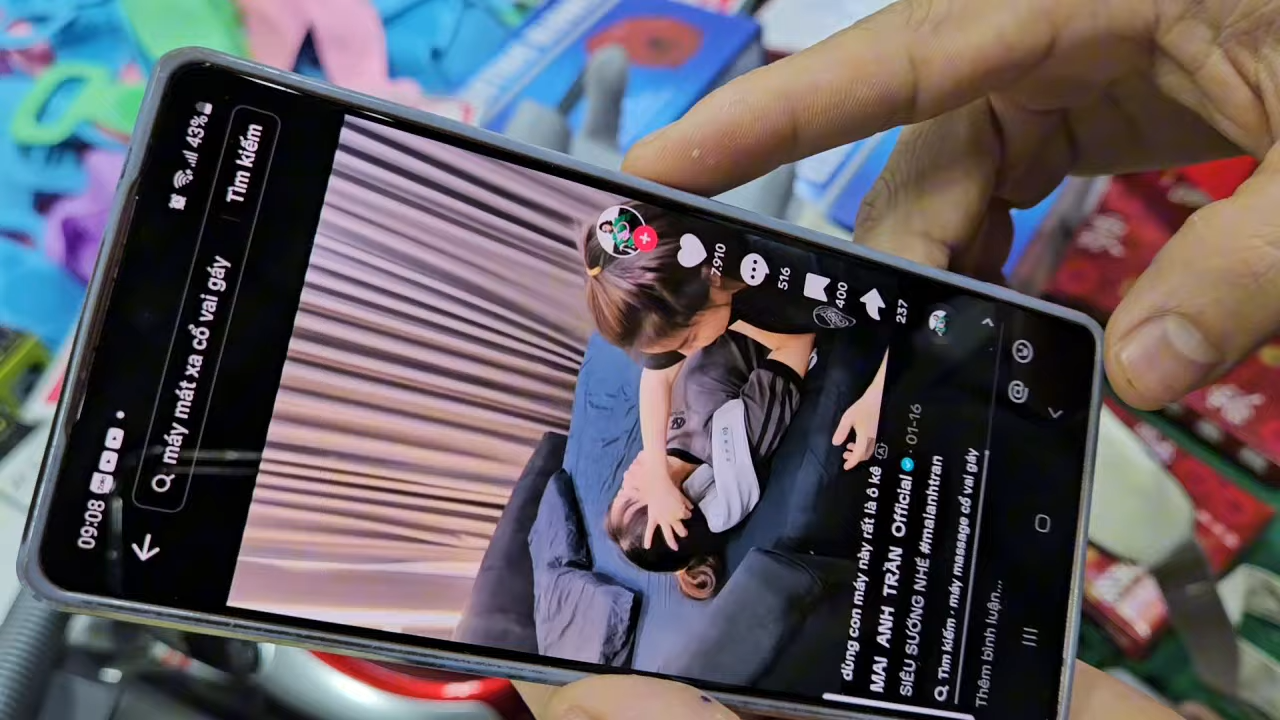 09:08
43%
máy mát xa cổ vai gáy
Tìm kiếm
7.910
516
400
237
dùng con máy này rất là ô kê
MAI ANH TRẦN Official · 01-16
SIÊU SƯỚNG NHÉ #maianhtran
Tìm kiếm · máy massage cổ vai gáy
Thêm bình luận...